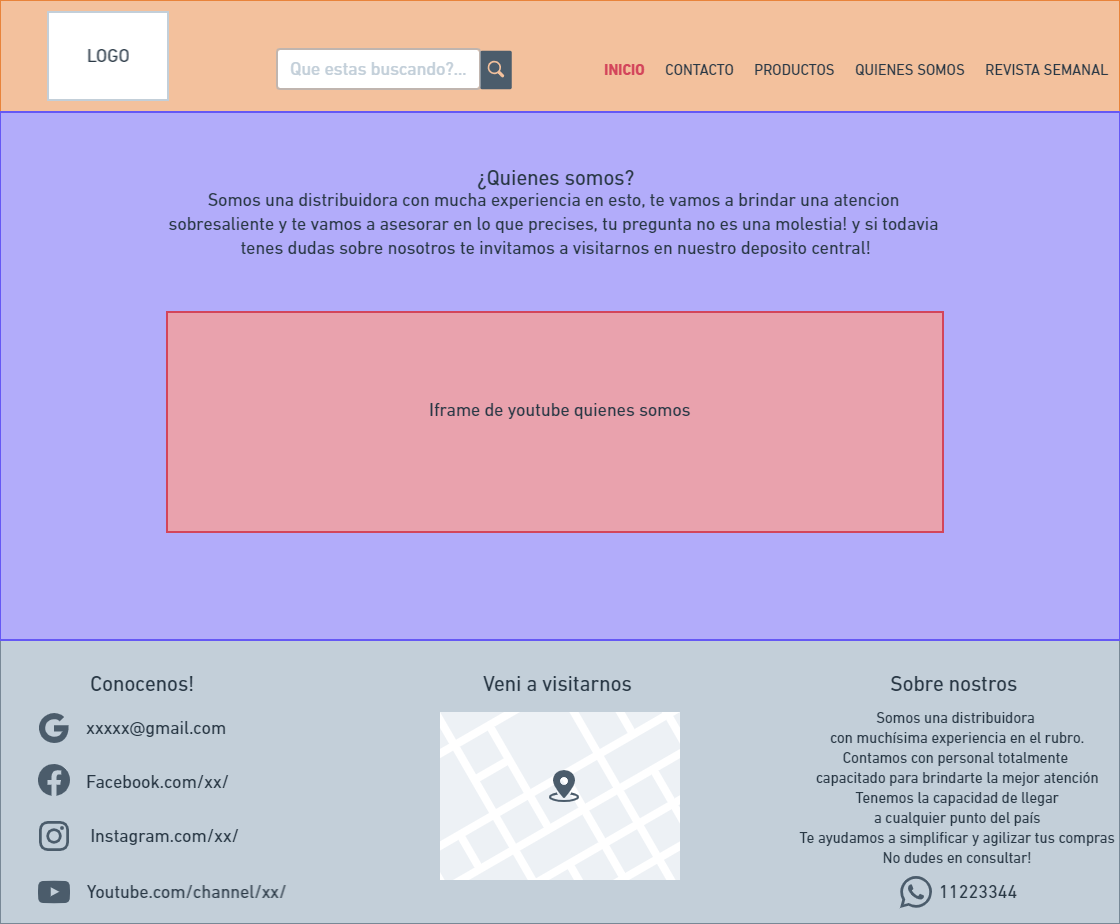 LOGO
Que estas buscando?...
INICIO
CONTACTO
PRODUCTOS
QUIENES SOMOS
REVISTA SEMANAL
¿Quienes somos?
Somos una distribuidora con mucha experiencia en esto, te vamos a brindar una atencion
sobresaliente y te vamos a asesorar en lo que precises, tu pregunta no es una molestia! y si todavia
tenes dudas sobre nosotros te invitamos a visitarnos en nuestro deposito central!
Iframe de youtube quienes somos
Conocenos!
xxxxx@gmail.com
Facebook.com/xx/
Instagram.com/xx/
Youtube.com/channel/xx/
Veni a visitarnos
Sobre nostros
Somos una distribuidora
con muchísima experiencia en el rubro.
Contamos con personal totalmente
capacitado para brindarte la mejor atención
Tenemos la capacidad de llegar
a cualquier punto del país
Te ayudamos a simplificar y agilizar tus compras
No dudes en consultar!
11223344